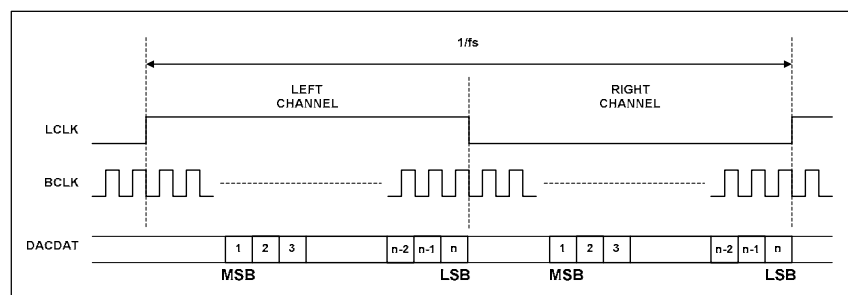 1/fs
LEFT
CHANNEL
RIGHT
CHANNEL
LCLK
BCLK
DACDAT
1 2 3 n-2 n-1 n 1 2 3 n-2 n-1 n
MSB LSB MSB LSB